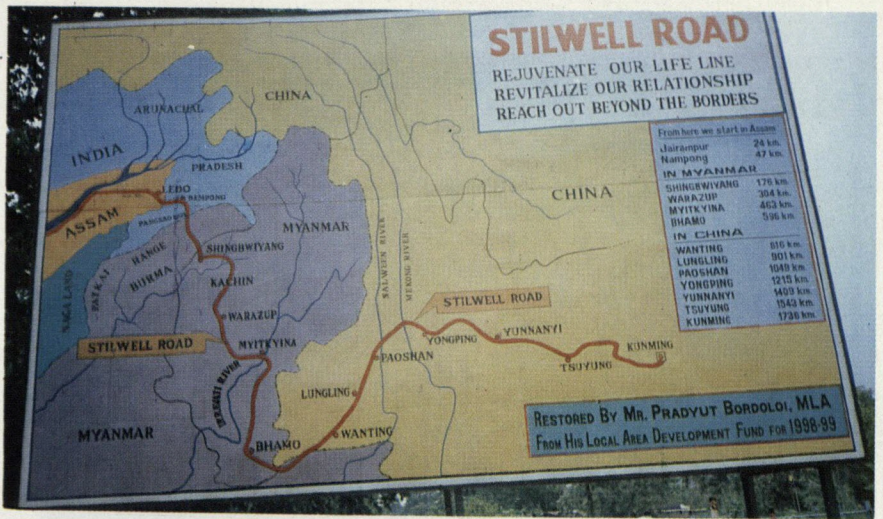 STILWELL ROAD
REJUVENATE OUR LIFE LINE
REVITALIZE OUR RELATIONSHIP
REACH OUT BEYOND THE BORDERS
From here we start in Assam
Jairampur 24 km.
Nampong 47 km.
IN MYANMAR
SHINGBWIYANG 176 km.
WARAZUP 304 km.
MYITKYINA 463 km.
BHAMO 596 km.
IN CHINA
WANTING 816 km.
LUNGLING 901 km.
PAOSHAN 1049 km.
YONGPING 1215 km.
YUNNANYI 1409 km.
TSUYUNG 1543 km.
KUNMING 1736 km.
CHINA
ARUNACHAL
INDIA
PRADESH
LEDO
NAMPONG
ASSAM
CHINA
MYANMAR
SHINGBWIYANG
RANGE
BURMA
PATKAI
NAGALAND
KACHIN
SALWEEN RIVER
MEKONG RIVER
STILWELL ROAD
WARAZUP
STILWELL ROAD
MYITKYINA
YONGPING
YUNNANYI
KUNMING
PAOSHAN
TSUYUNG
LUNGLING
MYANMAR
BHAMO
WANTING
RESTORED BY MR. PRADYUT BORDOLOI, MLA
FROM HIS LOCAL AREA DEVELOPMENT FUND FOR 1998-99